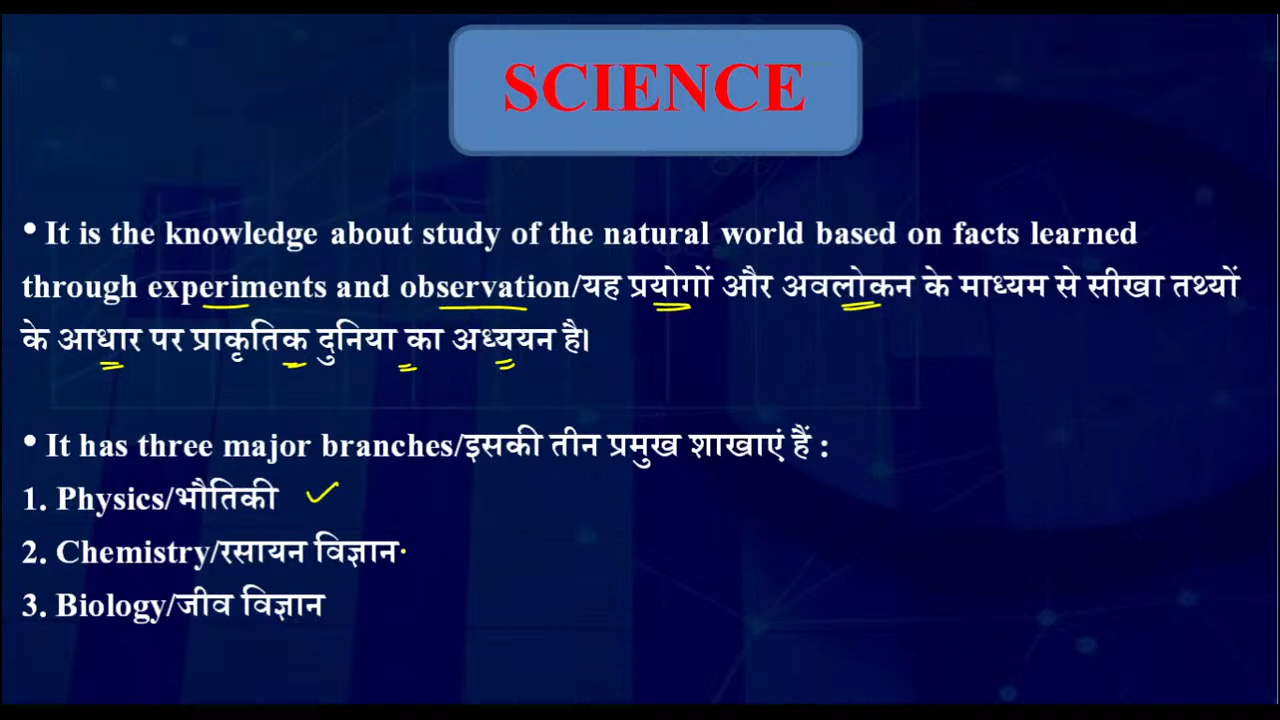 SCIENCE
• It is the knowledge about study of the natural world based on facts learned
through experiments and observation/यह प्रयोगों और अवलोकन के माध्यम से सीखा तथ्यों
के आधार पर प्राकृतिक दुनिया का अध्ययन है।
• It has three major branches/इसकी तीन प्रमुख शाखाएं हैं :
1. Physics/भौतिकी
2. Chemistry/रसायन विज्ञान
3. Biology/जीव विज्ञान